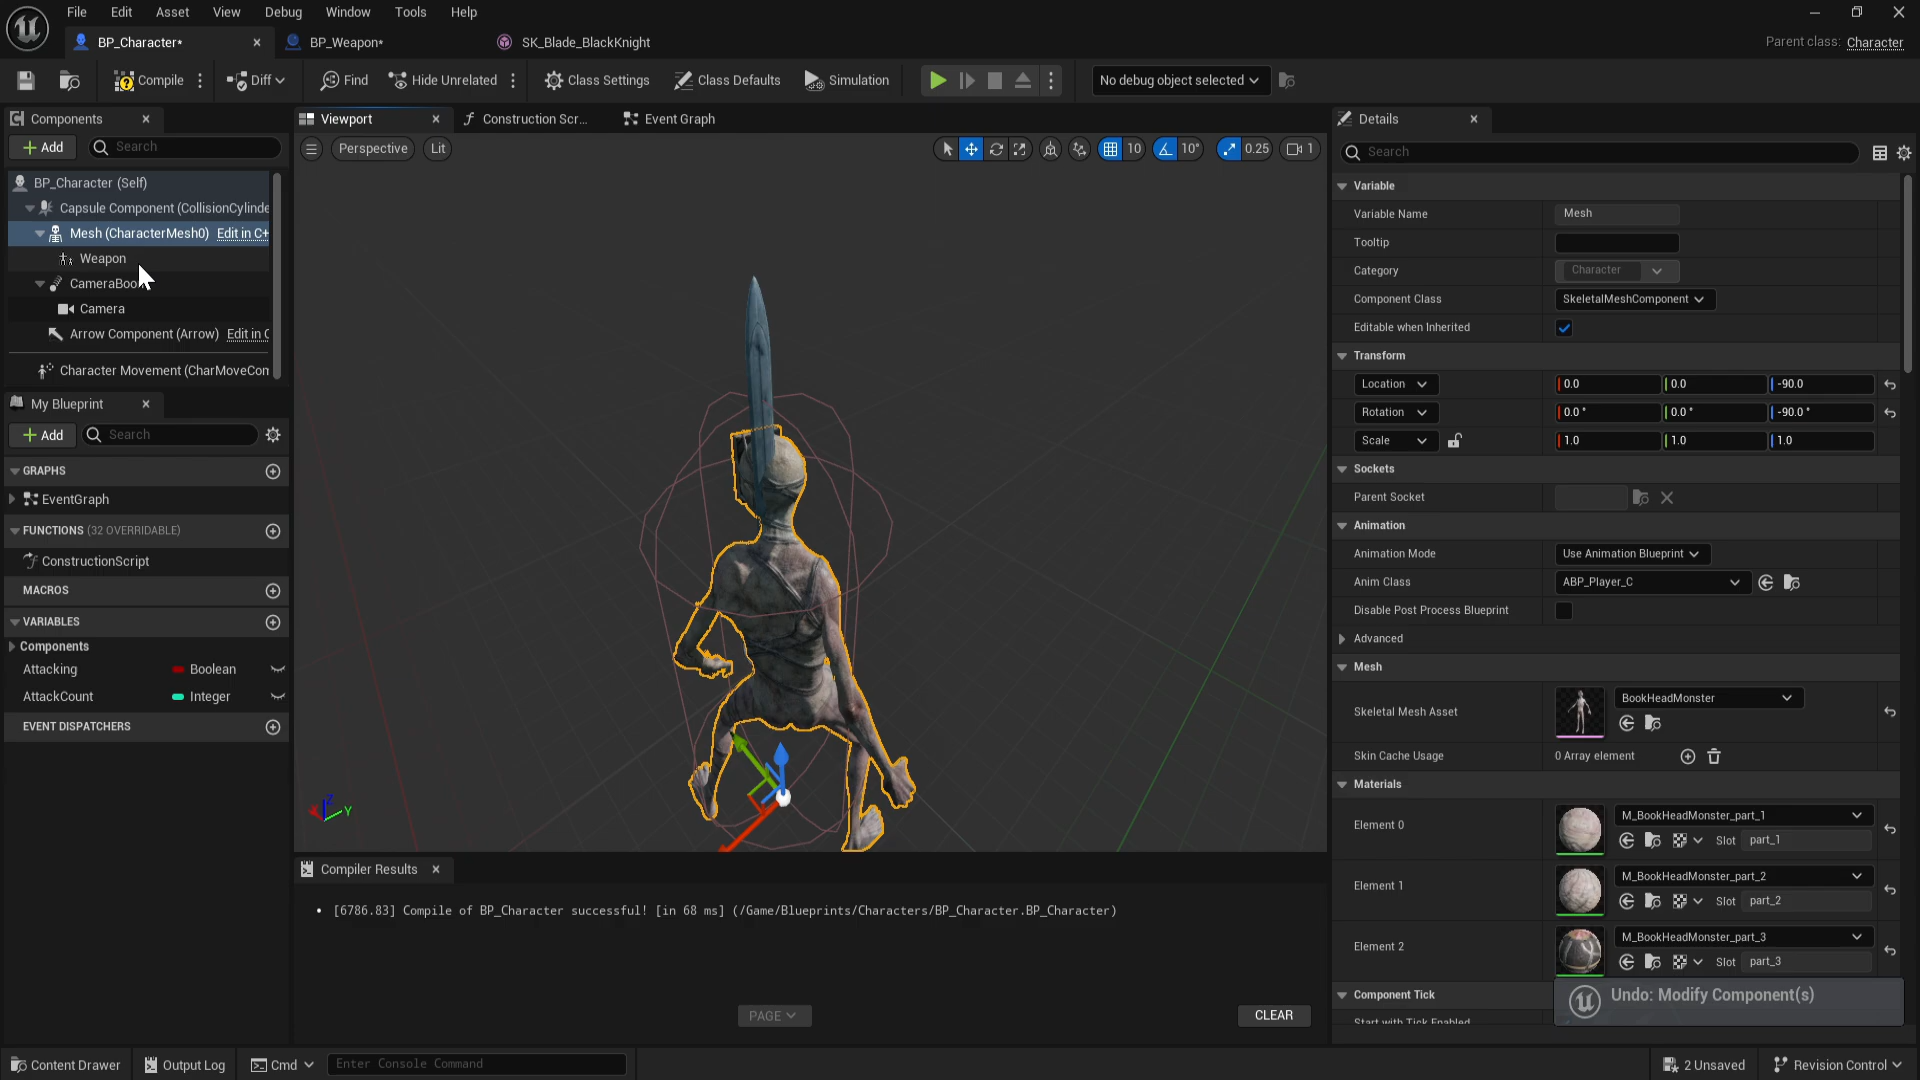 File Edit Asset View Debug Window Tools Help
BP_Character* BP_Weapon* SK_Blade_BlackKnight Parent class: Character
Compile Diff Find Hide Unrelated Class Settings Class Defaults Simulation No debug object selected
Components Viewport Construction Scr... Event Graph Details
Add Search Perspective Lit 10 10° 0.25 1 Search
BP_Character (Self)
Capsule Component (CollisionCylinde
Mesh (CharacterMesh0) Edit in C+
Weapon
CameraBoo
Camera
Arrow Component (Arrow) Edit in C
Character Movement (CharMoveCon
My Blueprint
Add Search
GRAPHS
EventGraph
FUNCTIONS (32 OVERRIDABLE)
ConstructionScript
MACROS
VARIABLES
Components
Attacking Boolean
AttackCount Integer
EVENT DISPATCHERS
Z X Y
Compiler Results
• [6786.83] Compile of BP_Character successful! [in 68 ms] (/Game/Blueprints/Characters/BP_Character.BP_Character)
PAGE CLEAR
Variable
Variable Name Mesh
Tooltip
Category Character
Component Class SkeletalMeshComponent
Editable when Inherited
Transform
Location 0.0 0.0 -90.0
Rotation 0.0° 0.0° -90.0°
Scale 1.0 1.0 1.0
Sockets
Parent Socket
Animation
Animation Mode Use Animation Blueprint
Anim Class ABP_Player_C
Disable Post Process Blueprint
Advanced
Mesh
Skeletal Mesh Asset BookHeadMonster
Skin Cache Usage 0 Array element
Materials
Element 0 M_BookHeadMonster_part_1
Slot part_1
Element 1 M_BookHeadMonster_part_2
Slot part_2
Element 2 M_BookHeadMonster_part_3
Slot part_3
Component Tick
Start with Tick Enabled
Undo: Modify Component(s)
Content Drawer Output Log Cmd Enter Console Command 2 Unsaved Revision Control